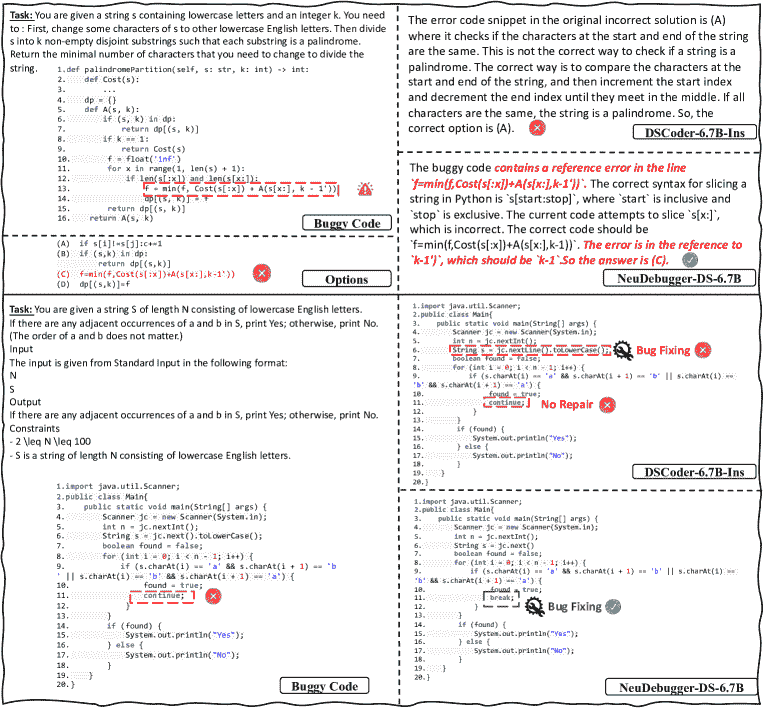 Task: You are given a string s containing lowercase letters and an integer k. You need
to : First, change some characters of s to other lowercase English letters. Then divide
s into k non-empty disjoint substrings such that each substring is a palindrome.
Return the minimal number of characters that you need to change to divide the
string.
1.def palindromePartition(self, s: str, k: int) -> int:
2. def Cost(s):
3. ...
4. dp = {}
5. def A(s, k):
6. if (s, k) in dp:
7. return dp[(s, k)]
8. if k == 1:
9. return Cost(s)
10. f = float('inf')
11. for x in range(1, len(s) + 1):
12. if len(s[:x]) and len(s[x:]):
13. f = min(f, Cost(s[:x]) + A(s[x:], k - 1'))
14. dp[(s, k)] = f
15. return dp[(s, k)]
16. return A(s, k)
Buggy Code
(A) if s[i]!=s[j]:c+=1
(B) if (s,k) in dp:
return dp[(s,k)]
(C) f=min(f,Cost(s[:x])+A(s[x:],k-1'))
(D) dp[(s,k)]=f
Options
The error code snippet in the original incorrect solution is (A)
where it checks if the characters at the start and end of the string
are the same. This is not the correct way to check if a string is a
palindrome. The correct way is to compare the characters at the
start and end of the string, and then increment the start index
and decrement the end index until they meet in the middle. If all
characters are the same, the string is a palindrome. So, the
correct option is (A).
DSCoder-6.7B-Ins
The buggy code contains a reference error in the line
`f=min(f,Cost(s[:x])+A(s[x:],k-1'))`. The correct syntax for slicing a
string in Python is `s[start:stop]`, where `start` is inclusive and
`stop` is exclusive. The current code attempts to slice `s[x:]`,
which is incorrect. The correct code should be
`f=min(f,Cost(s[:x])+A(s[x:],k-1))`. The error is in the reference to
`k-1')`, which should be `k-1`.So the answer is (C).
NeuDebugger-DS-6.7B
Task: You are given a string S of length N consisting of lowercase English letters.
If there are any adjacent occurrences of a and b in S, print Yes; otherwise, print No.
(The order of a and b does not matter.)
Input
The input is given from Standard Input in the following format:
N
S
Output
If there are any adjacent occurrences of a and b in S, print Yes; otherwise, print No.
Constraints
- 2 \leq N \leq 100
- S is a string of length N consisting of lowercase English letters.
1.import java.util.Scanner;
2.public class Main{
3. public static void main(String[] args) {
4. Scanner jc = new Scanner(System.in);
5. int n = jc.nextInt();
6. String s = jc.next().toLowerCase();
7. boolean found = false;
8. for (int i = 0; i < n - 1; i++) {
9. if (s.charAt(i) == 'a' && s.charAt(i + 1) == 'b
' || s.charAt(i) == 'b' && s.charAt(i + 1) == 'a') {
10. found = true;
11. continue;
12. }
13. }
14. if (found) {
15. System.out.println("Yes");
16. } else {
17. System.out.println("No");
18. }
19. }
20.}
Buggy Code
1.import java.util.Scanner;
2.public class Main{
3. public static void main(String[] args) {
4. Scanner jc = new Scanner(System.in);
5. int n = jc.nextInt();
6. String s = jc.nextLine().toLowerCase();
Bug Fixing
7. boolean found = false;
8. for (int i = 0; i < n - 1; i++) {
9. if (s.charAt(i) == 'a' && s.charAt(i + 1) == 'b' || s.charAt(i) ==
'b' && s.charAt(i + 1) == 'a') {
10. found = true;
11. continue;
No Repair
12. }
13. }
14. if (found) {
15. System.out.println("Yes");
16. } else {
17. System.out.println("No");
18. }
19. }
20.}
DSCoder-6.7B-Ins
1.import java.util.Scanner;
2.public class Main{
3. public static void main(String[] args) {
4. Scanner jc = new Scanner(System.in);
5. int n = jc.nextInt();
6. String s = jc.next()
7. boolean found = false;
8. for (int i = 0; i < n - 1; i++) {
9. if (s.charAt(i) == 'a' && s.charAt(i + 1) == 'b' || s.charAt(i) ==
'b' && s.charAt(i + 1) == 'a') {
10. found = true;
11. break;
Bug Fixing
12. }
13. }
14. if (found) {
15. System.out.println("Yes");
16. } else {
17. System.out.println("No");
18. }
19. }
20.}
NeuDebugger-DS-6.7B